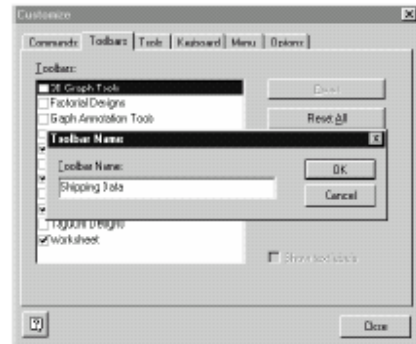 Customize
Commands Toolbars Tools Keyboard Menu Options
Toolbars:
3D Graph Tools
Factorial Designs
Graph Annotation Tools
Reset
Reset All
Toolbar Name
Toolbar Name:
Shipping Data
OK
Cancel
Taguchi Designs
Worksheet
Show text labels
Close